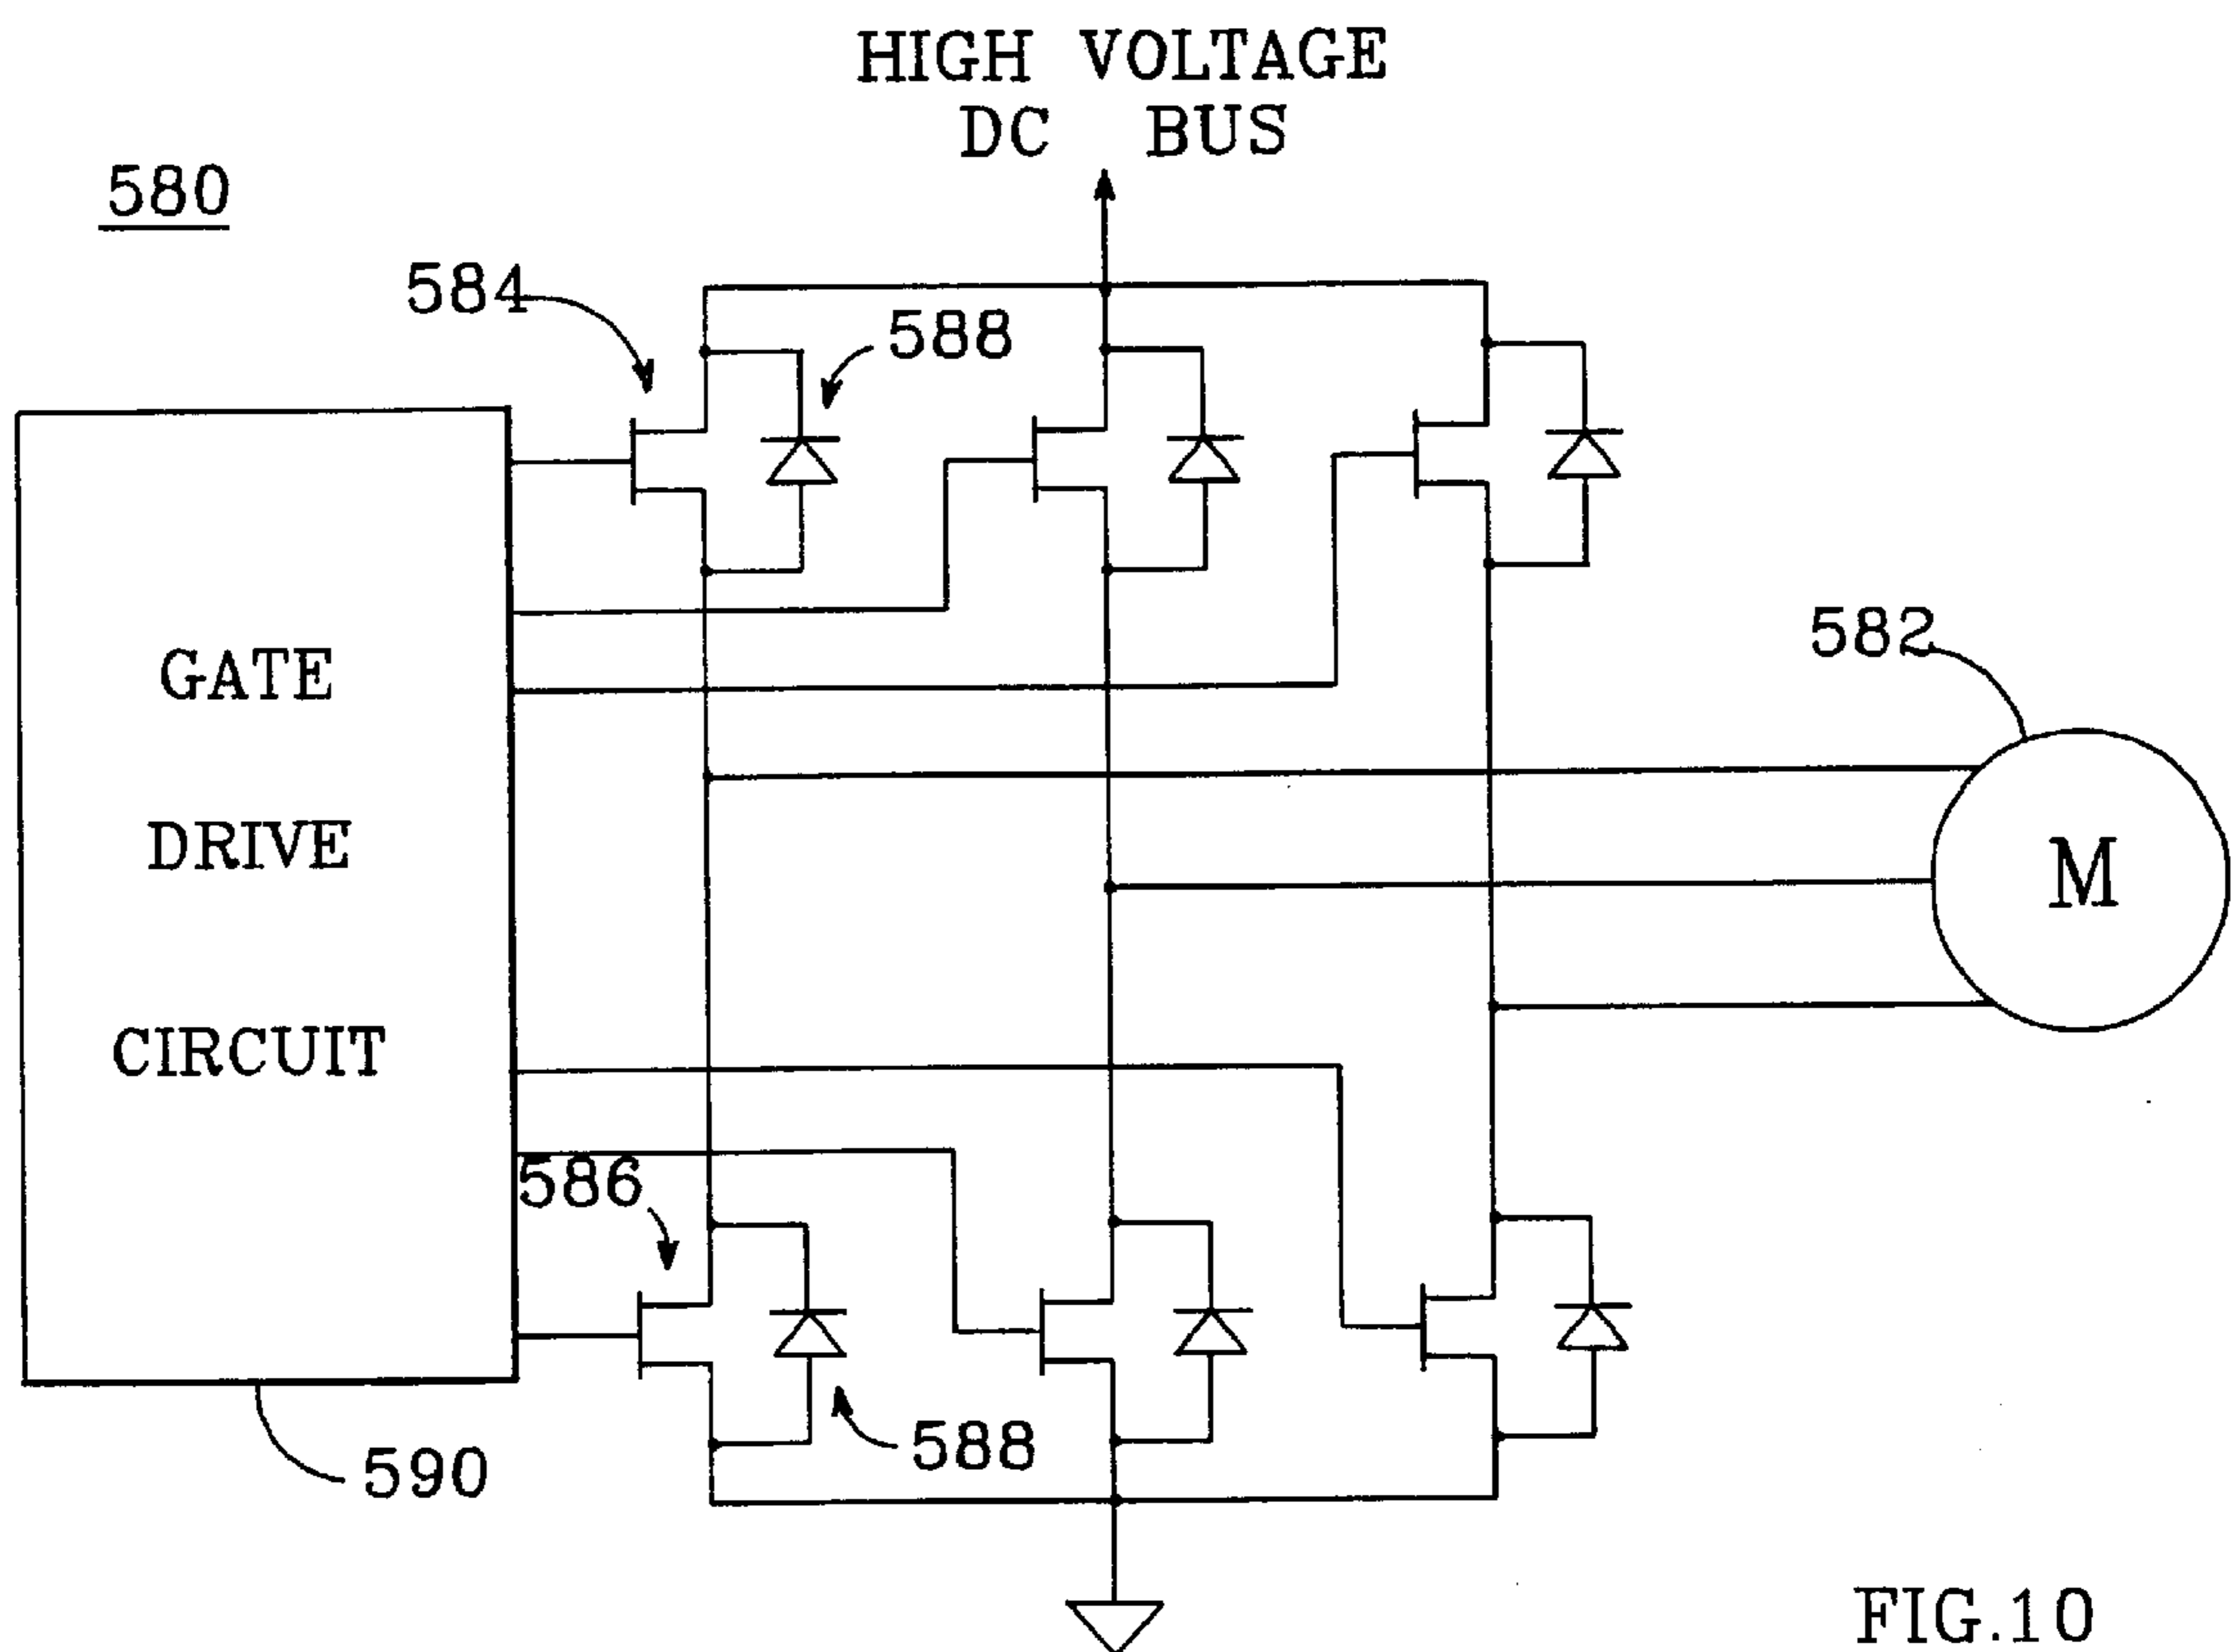 HIGH VOLTAGE
DC BUS
580
584
588
582
GATE
DRIVE
CIRCUIT
M
586
588
590
FIG.10